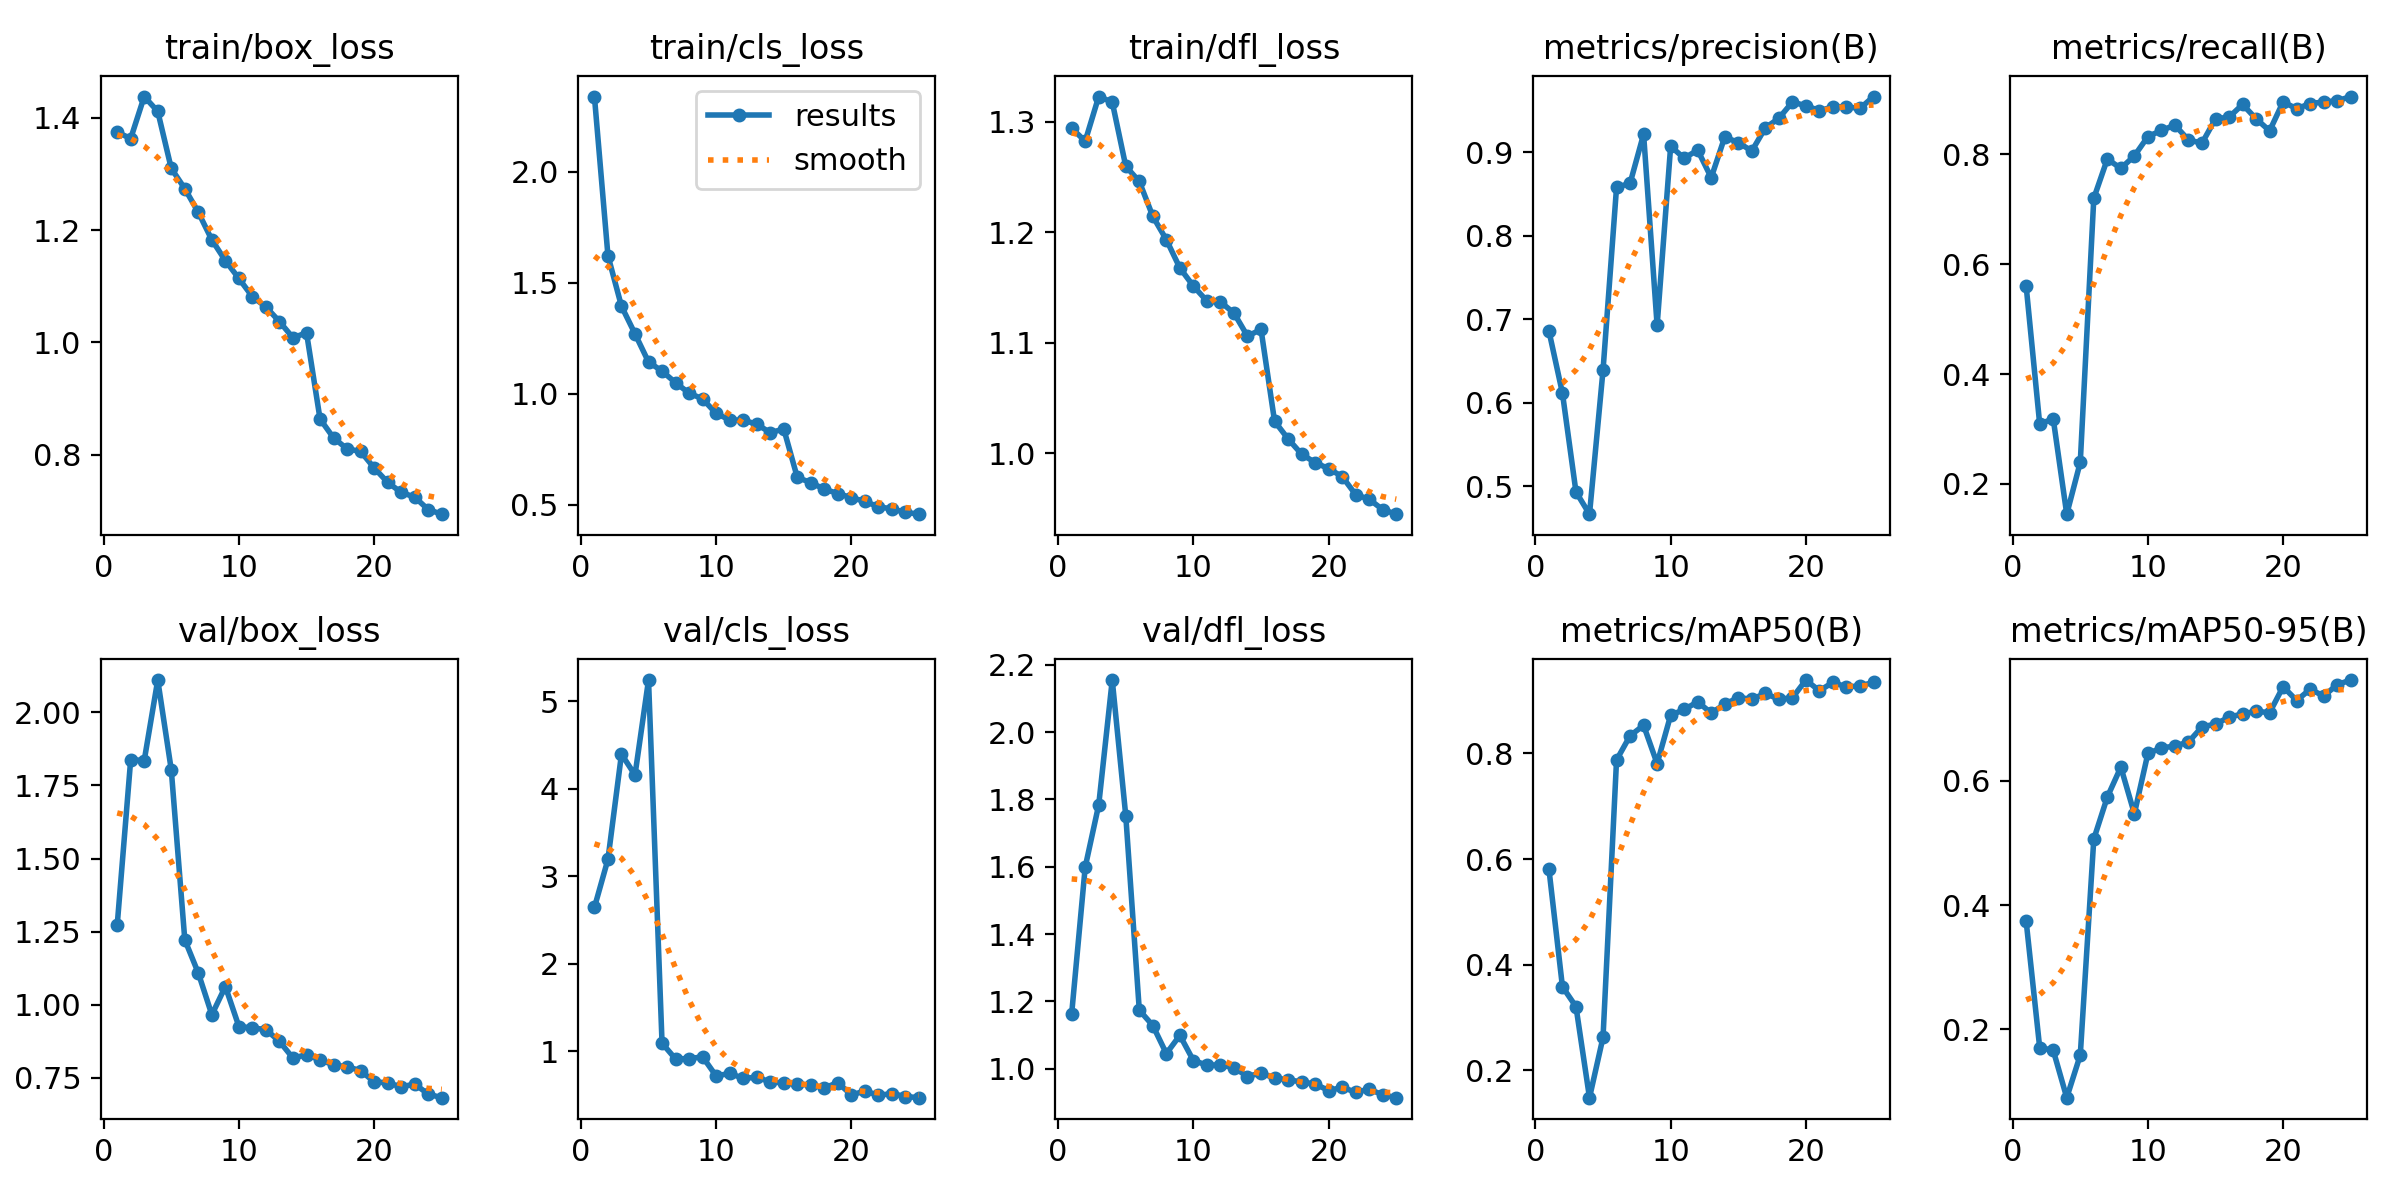 train/box_loss
1.4
1.2
1.0
0.8
0 10 20
train/cls_loss
results
smooth
2.0
1.5
1.0
0.5
0 10 20
train/dfl_loss
1.3
1.2
1.1
1.0
0 10 20
metrics/precision(B)
0.9
0.8
0.7
0.6
0.5
0 10 20
metrics/recall(B)
0.8
0.6
0.4
0.2
0 10 20
val/box_loss
2.00
1.75
1.50
1.25
1.00
0.75
0 10 20
val/cls_loss
5
4
3
2
1
0 10 20
val/dfl_loss
2.2
2.0
1.8
1.6
1.4
1.2
1.0
0 10 20
metrics/mAP50(B)
0.8
0.6
0.4
0.2
0 10 20
metrics/mAP50-95(B)
0.6
0.4
0.2
0 10 20